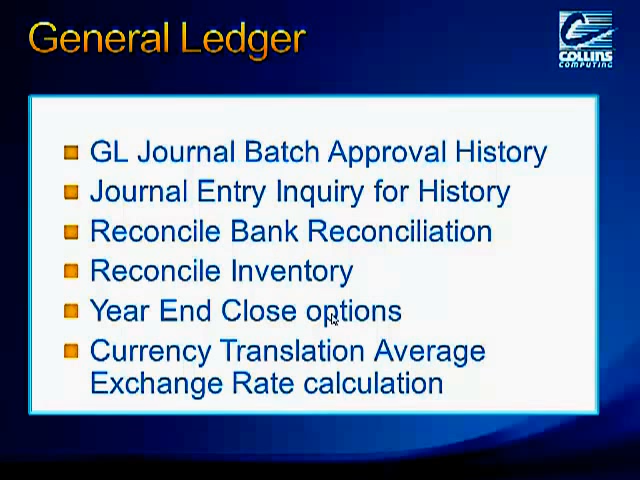 General Ledger
COLLINS
COMPUTING
GL Journal Batch Approval History
Journal Entry Inquiry for History
Reconcile Bank Reconciliation
Reconcile Inventory
Year End Close options
Currency Translation Average
Exchange Rate calculation